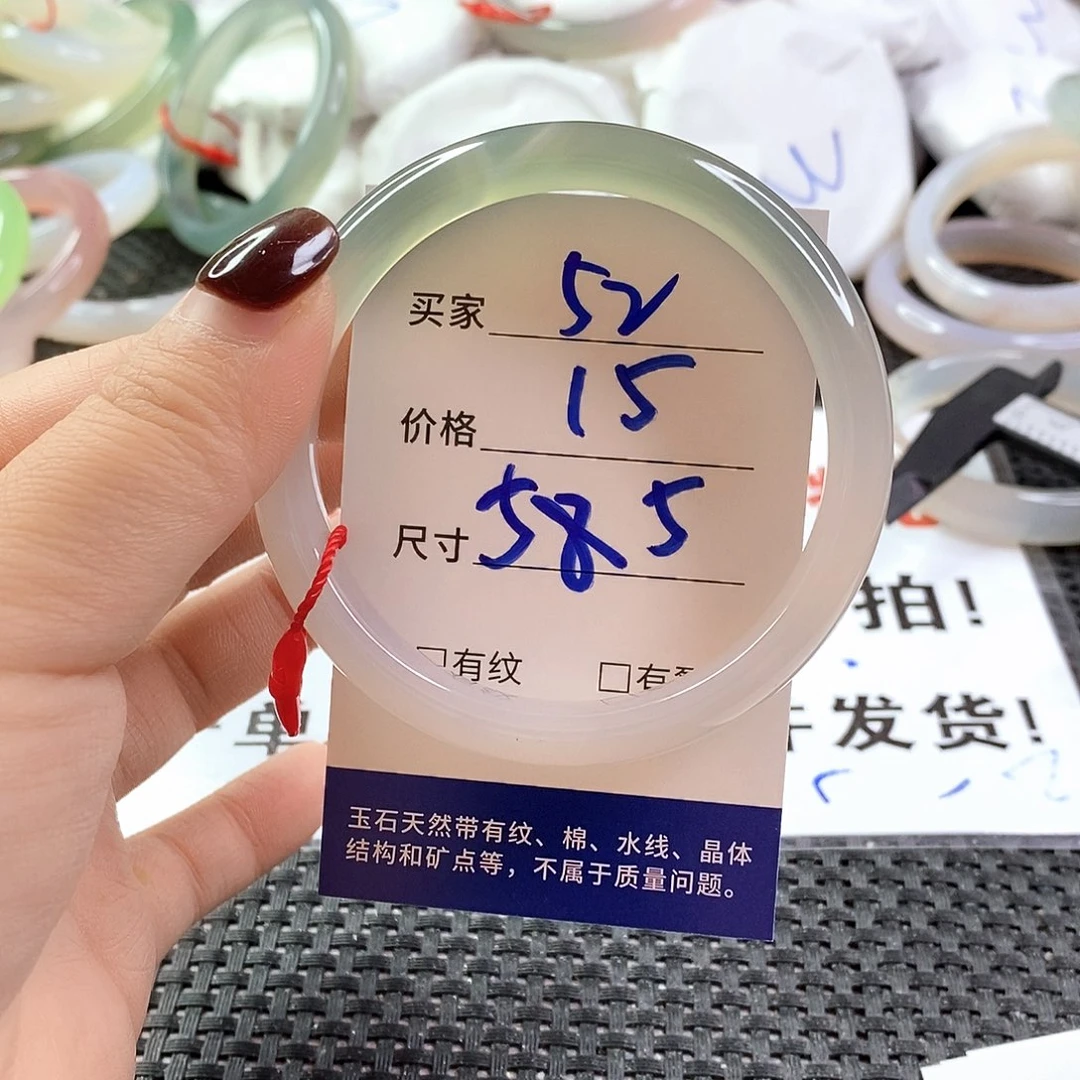 买家 52
价格 15
尺寸 58.5
□有纹 □有
玉石天然带有纹、棉、水线、晶体
结构和矿点等，不属于质量问题。
拍！
单 发货！